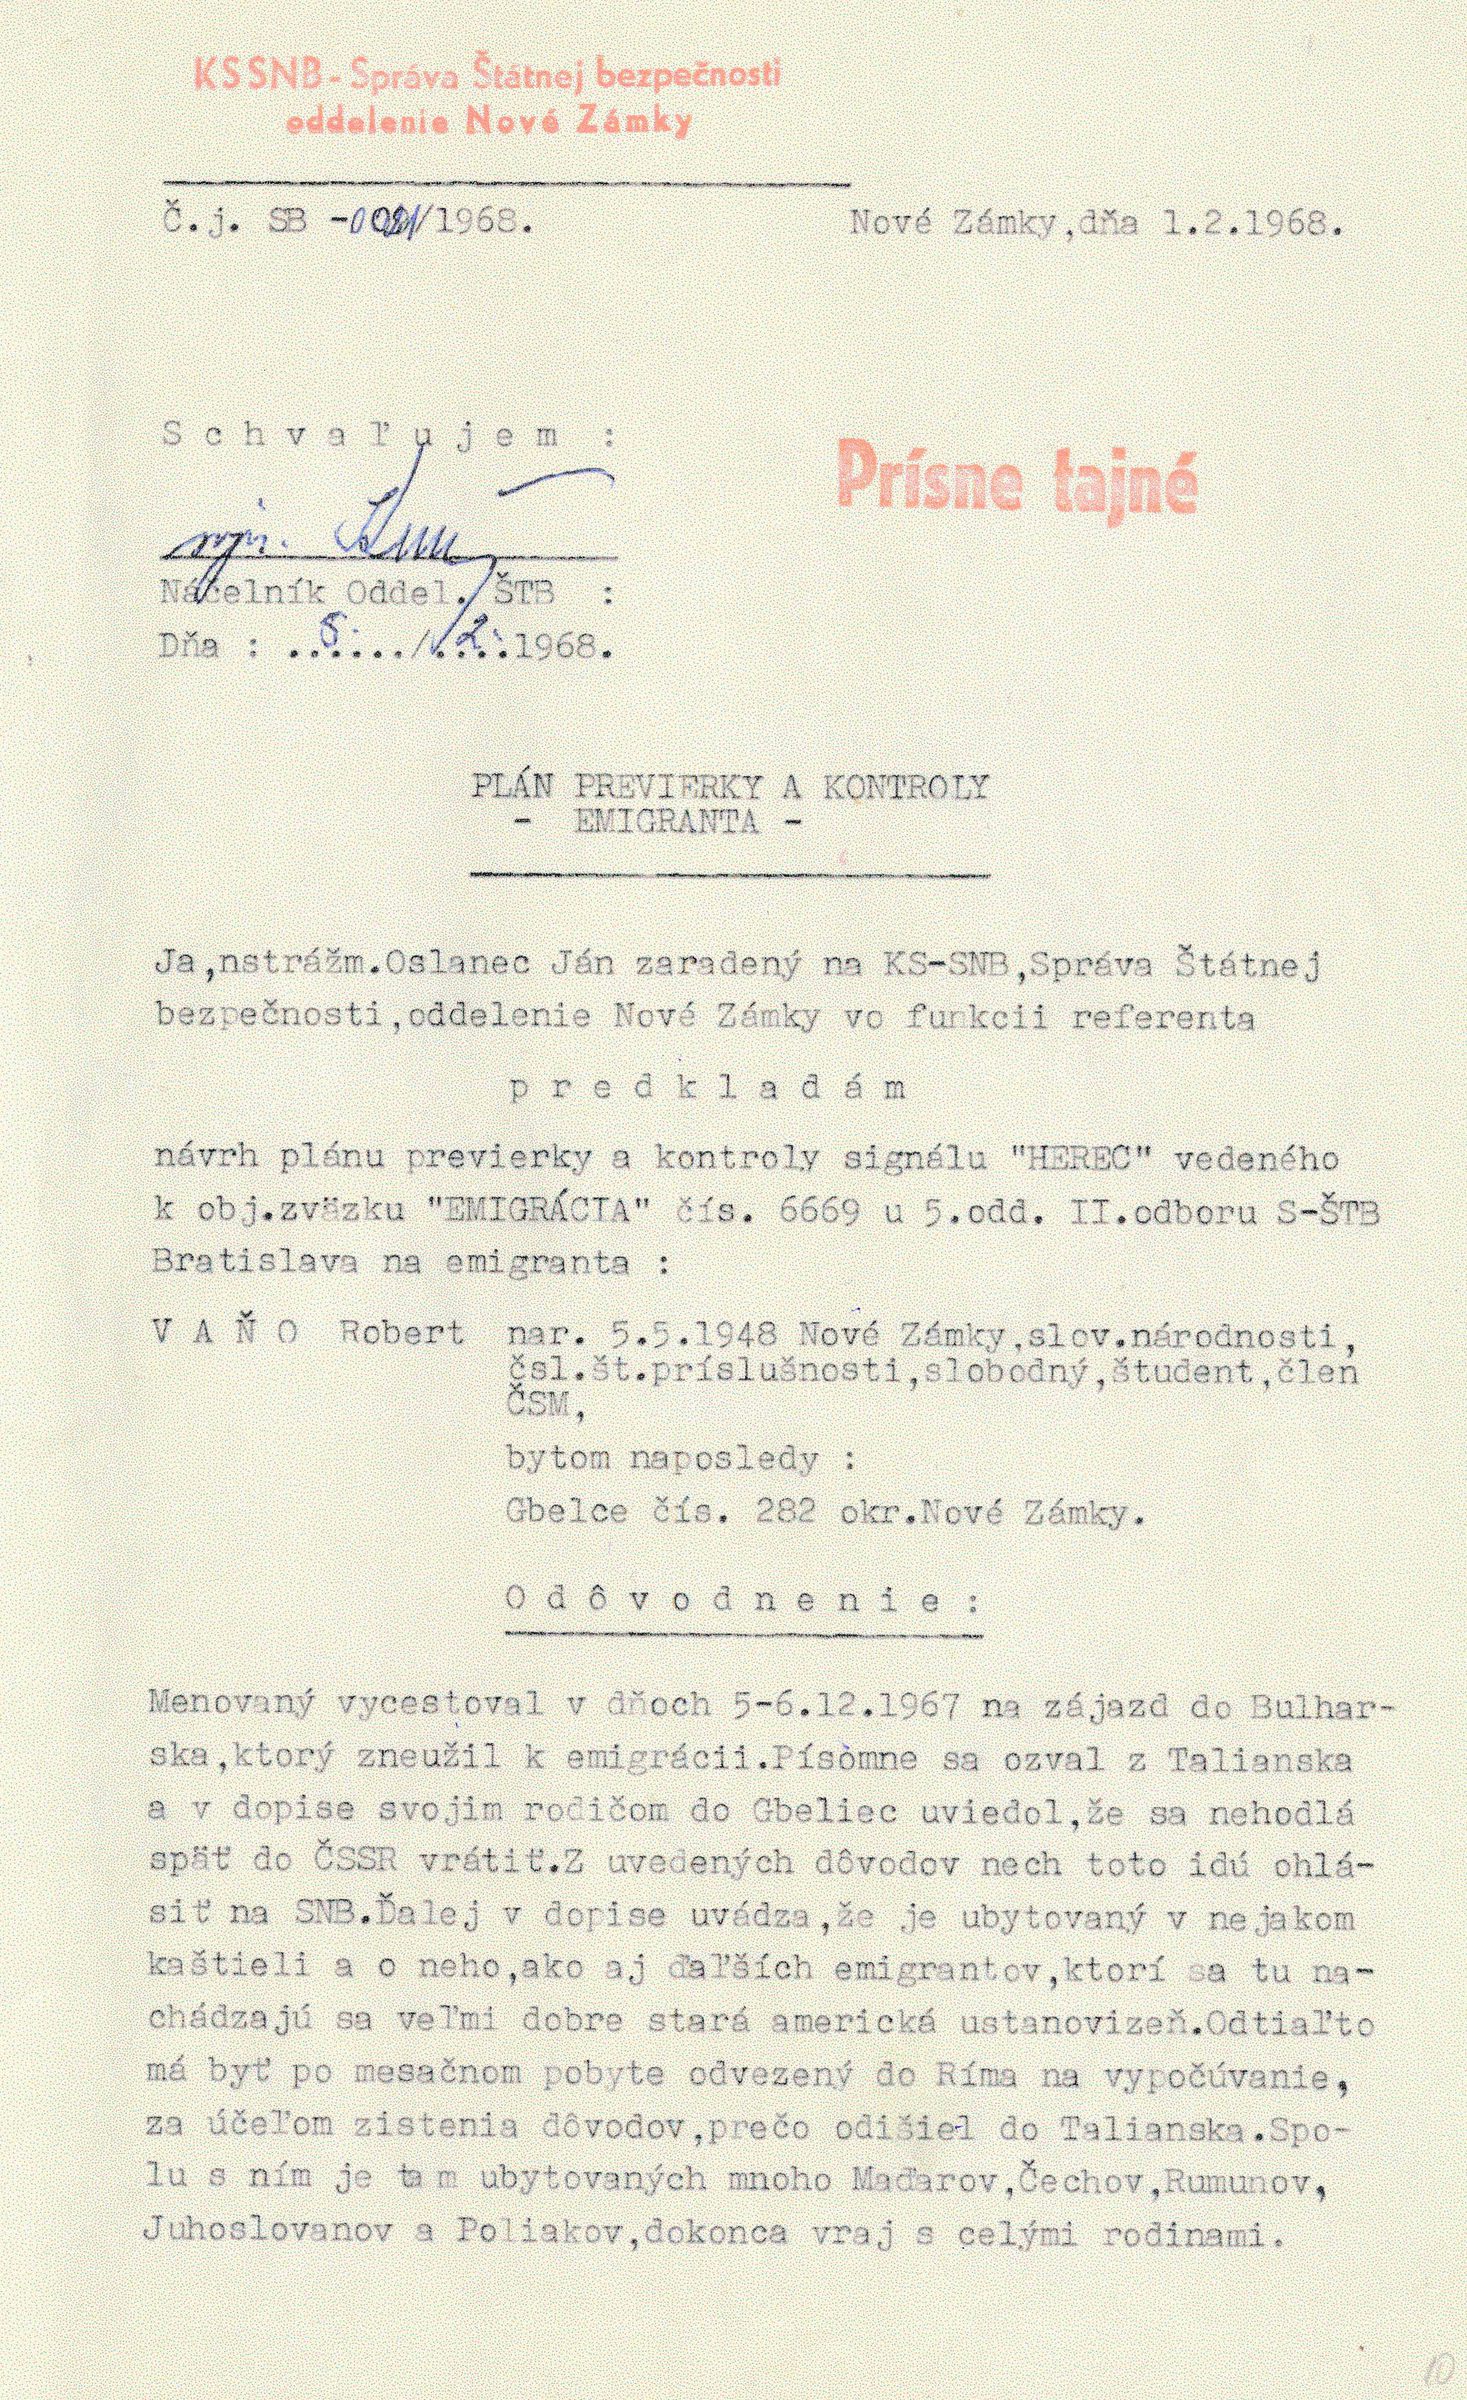 KSSNB - Správa Štátnej bezpečnosti
oddelenie Nové Zámky
Č.j. SB - /1968.
Nové Zámky,dňa 1.2.1968.
S c h v a ľ u j e m :
Prísne tajné
Náčelník Oddel. ŠTB :
Dňa : ..5.../.2..1968.
PLÁN PREVIERKY A KONTROLY
- EMIGRANTA -
Ja,nstrážm.Oslanec Ján zaradený na KS-SNB,Správa Štátnej
bezpečnosti,oddelenie Nové Zámky vo funkcii referenta
p r e d k l a d á m
návrh plánu previerky a kontroly signálu "HEREC" vedeného
k obj.zväzku "EMIGRÁCIA" čís. 6669 u 5.odd. II.odboru S-ŠTB
Bratislava na emigranta :
V A Ň O Robert nar. 5.5.1948 Nové Zámky,slov.národnosti,
čsl.št.príslušnosti,slobodný,študent,člen
ČSM,
bytom naposledy :
Gbelce čís. 282 okr.Nové Zámky.
O d ô v o d n e n i e :
Menovaný vycestoval v dňoch 5-6.12.1967 na zájazd do Bulhar-
ska,ktorý zneužil k emigrácii.Písomne sa ozval z Talianska
a v dopise svojim rodičom do Gbeliec uviedol,že sa nehodlá
späť do ČSSR vrátiť.Z uvedených dôvodov nech toto idú ohlá-
siť na SNB.Ďalej v dopise uvádza,že je ubytovaný v nejakom
kaštieli a o neho,ako aj ďaľších emigrantov,ktorí sa tu na-
chádzajú sa veľmi dobre stará americká ustanovizeň.Odtiaľto
má byť po mesačnom pobyte odvezený do Ríma na vypočúvanie,
za účeľom zistenia dôvodov,prečo odišiel do Talianska.Spo-
lu s ním je tam ubytovaných mnoho Maďarov,Čechov,Rumunov,
Juhoslovanov a Poliakov,dokonca vraj s celými rodinami.
10